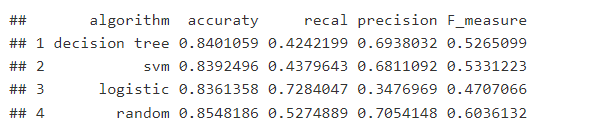 ##       algorithm  accuraty     recal precision F_measure
## 1 decision tree 0.8401059 0.4242199 0.6938032 0.5265099
## 2           svm 0.8392496 0.4379643 0.6811092 0.5331223
## 3      logistic 0.8361358 0.7284047 0.3476969 0.4707066
## 4        random 0.8548186 0.5274889 0.7054148 0.6036132